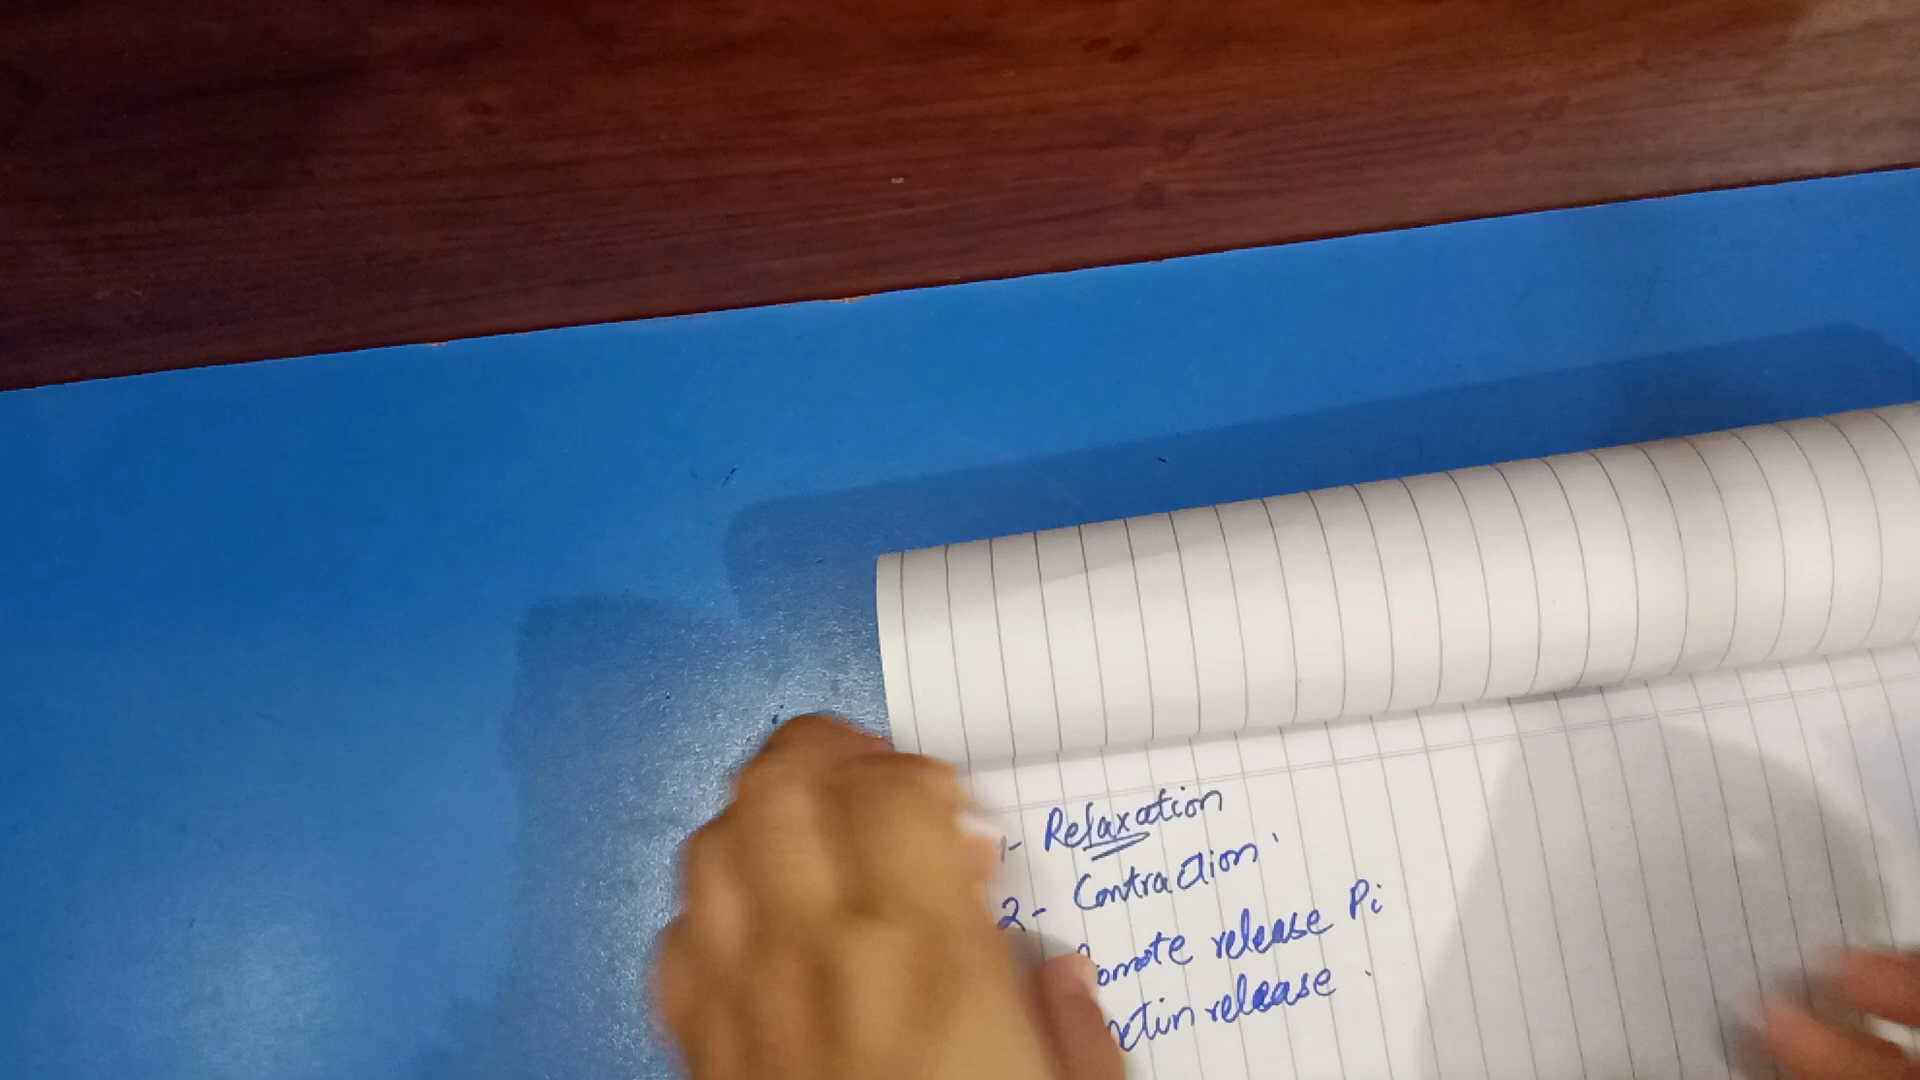 1- Relaxation
2- Contraction
release Pi
release